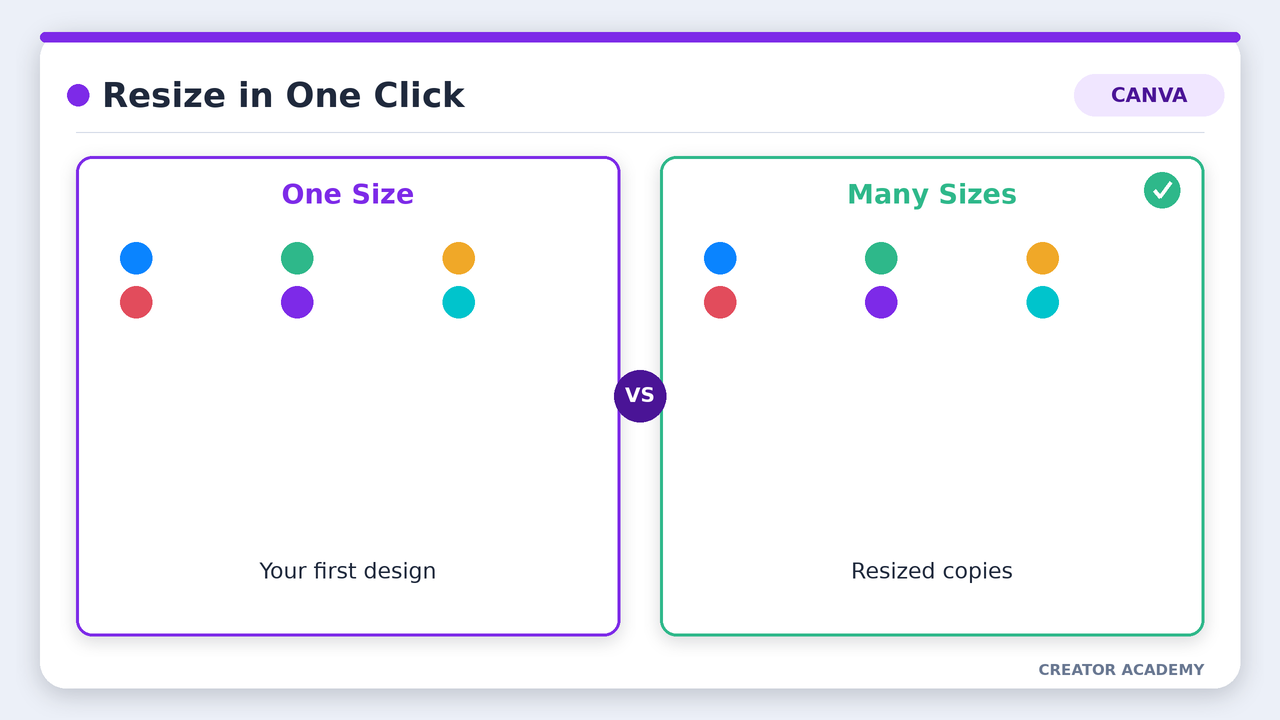 Resize in One Click
CANVA
One Size
Many Sizes
VS
Your first design
Resized copies
CREATOR ACADEMY